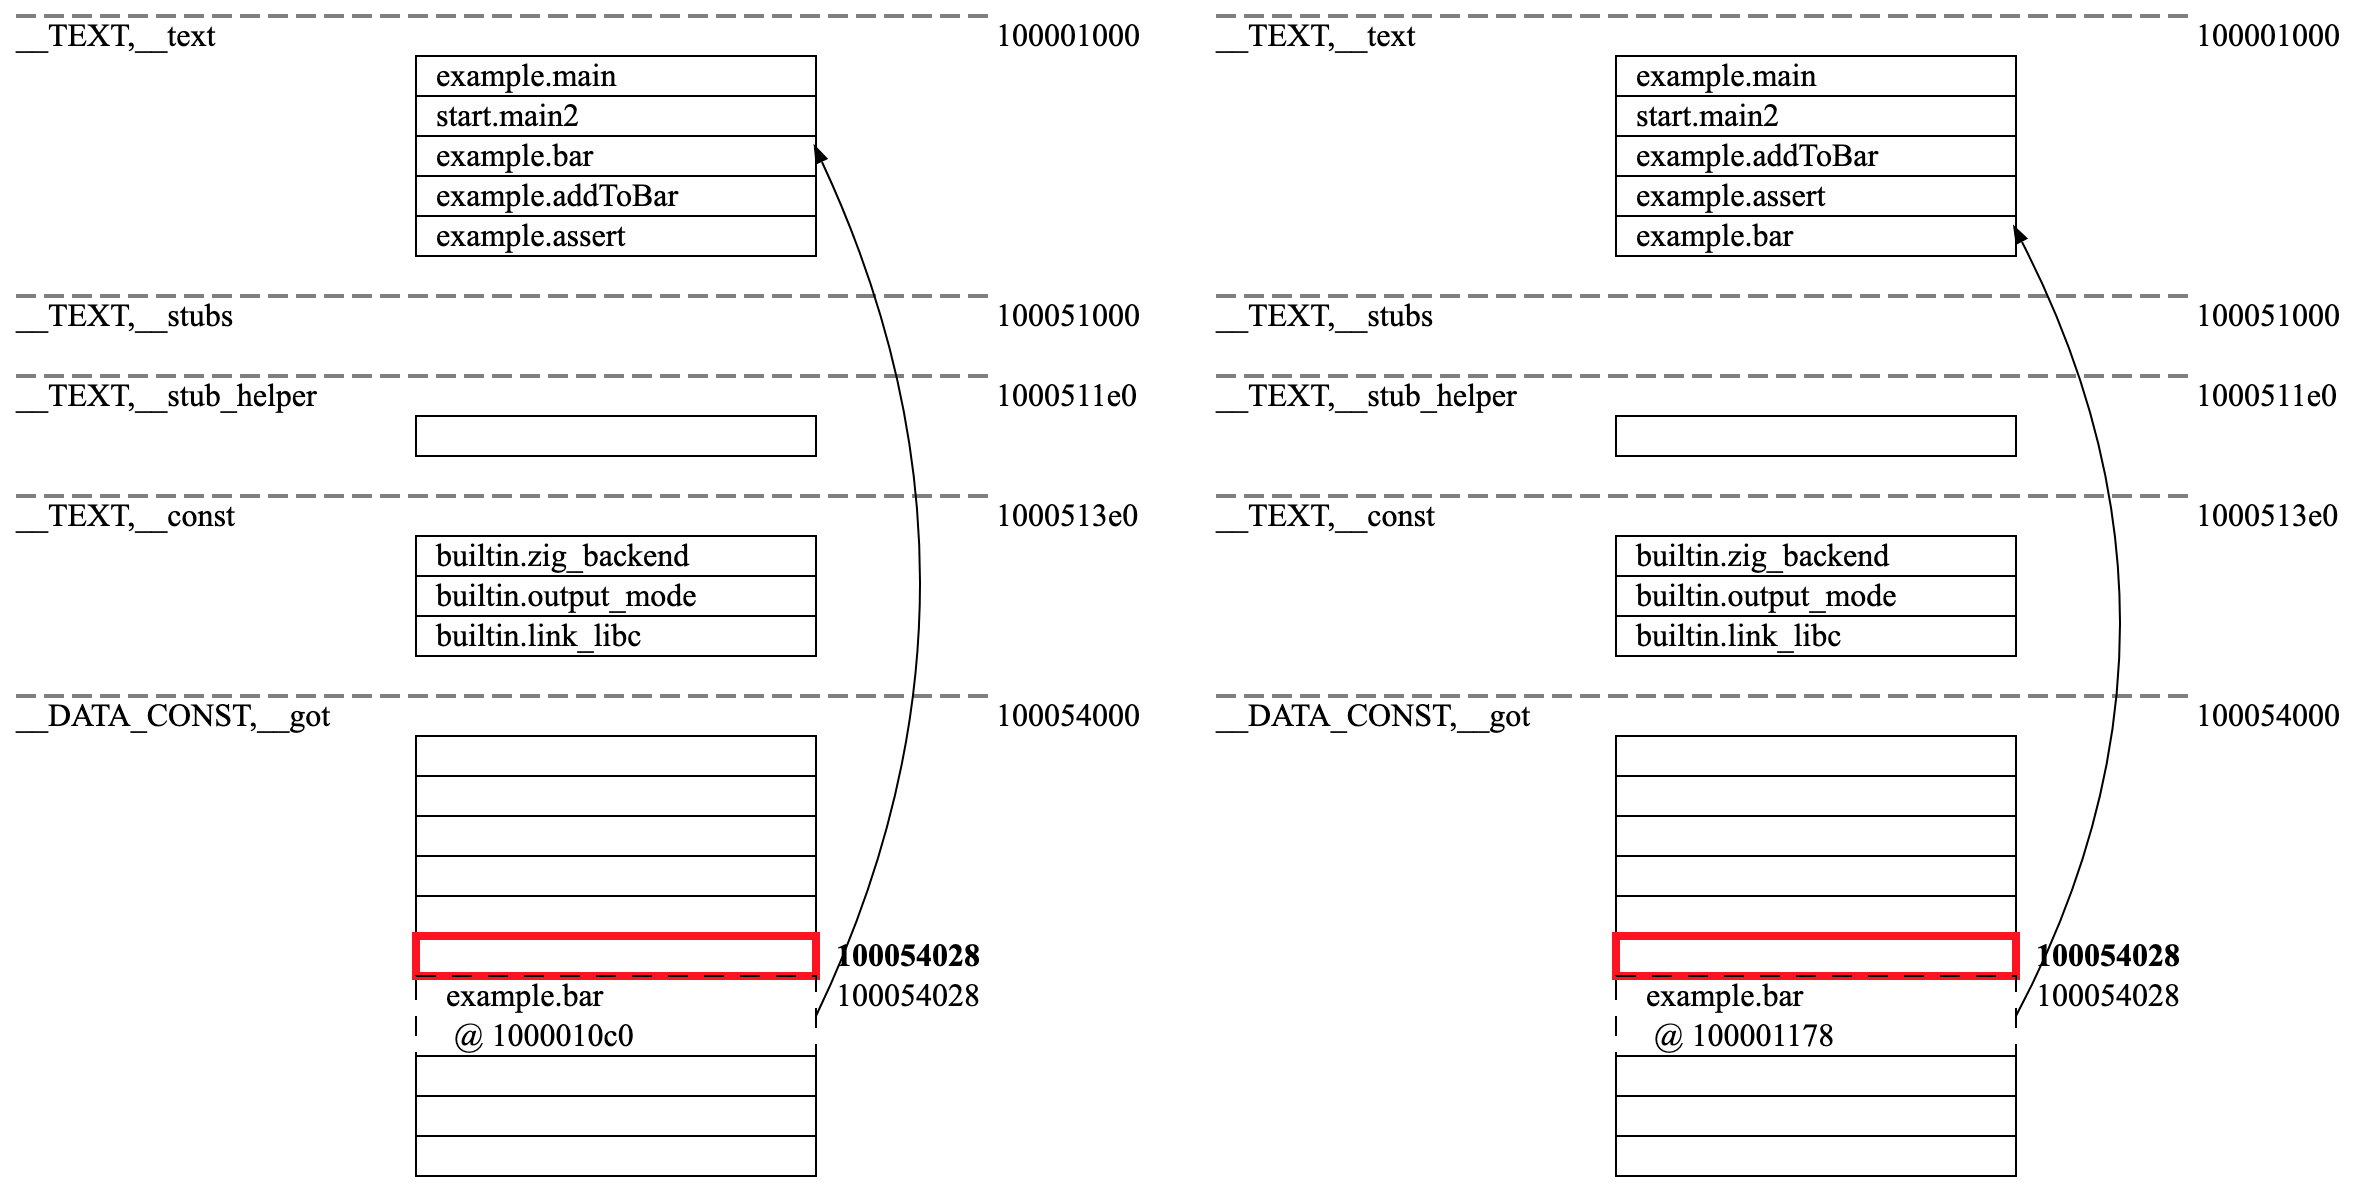 __TEXT,__text 100001000
example.main
start.main2
example.bar
example.addToBar
example.assert
__TEXT,__stubs 100051000
__TEXT,__stub_helper 1000511e0
__TEXT,__const 1000513e0
builtin.zig_backend
builtin.output_mode
builtin.link_libc
__DATA_CONST,__got 100054000
100054028
example.bar 100054028
@ 1000010c0
__TEXT,__text 100001000
example.main
start.main2
example.addToBar
example.assert
example.bar
__TEXT,__stubs 100051000
__TEXT,__stub_helper 1000511e0
__TEXT,__const 1000513e0
builtin.zig_backend
builtin.output_mode
builtin.link_libc
__DATA_CONST,__got 100054000
100054028
example.bar 100054028
@ 100001178